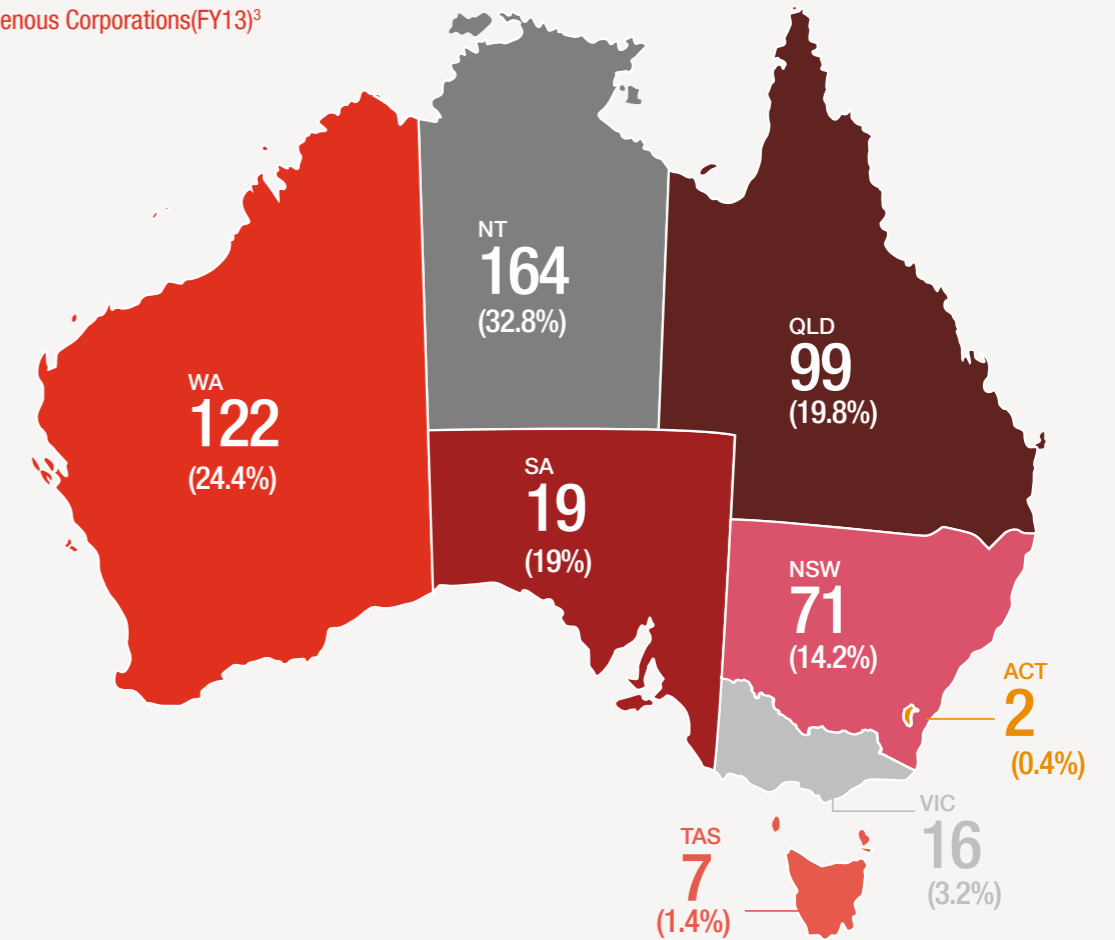 enous Corporations(FY13)³
NT
164
(32.8%)
QLD
99
(19.8%)
WA
122
(24.4%)
SA
19
(19%)
NSW
71
(14.2%)
ACT
2
(0.4%)
VIC
16
(3.2%)
TAS
7
(1.4%)